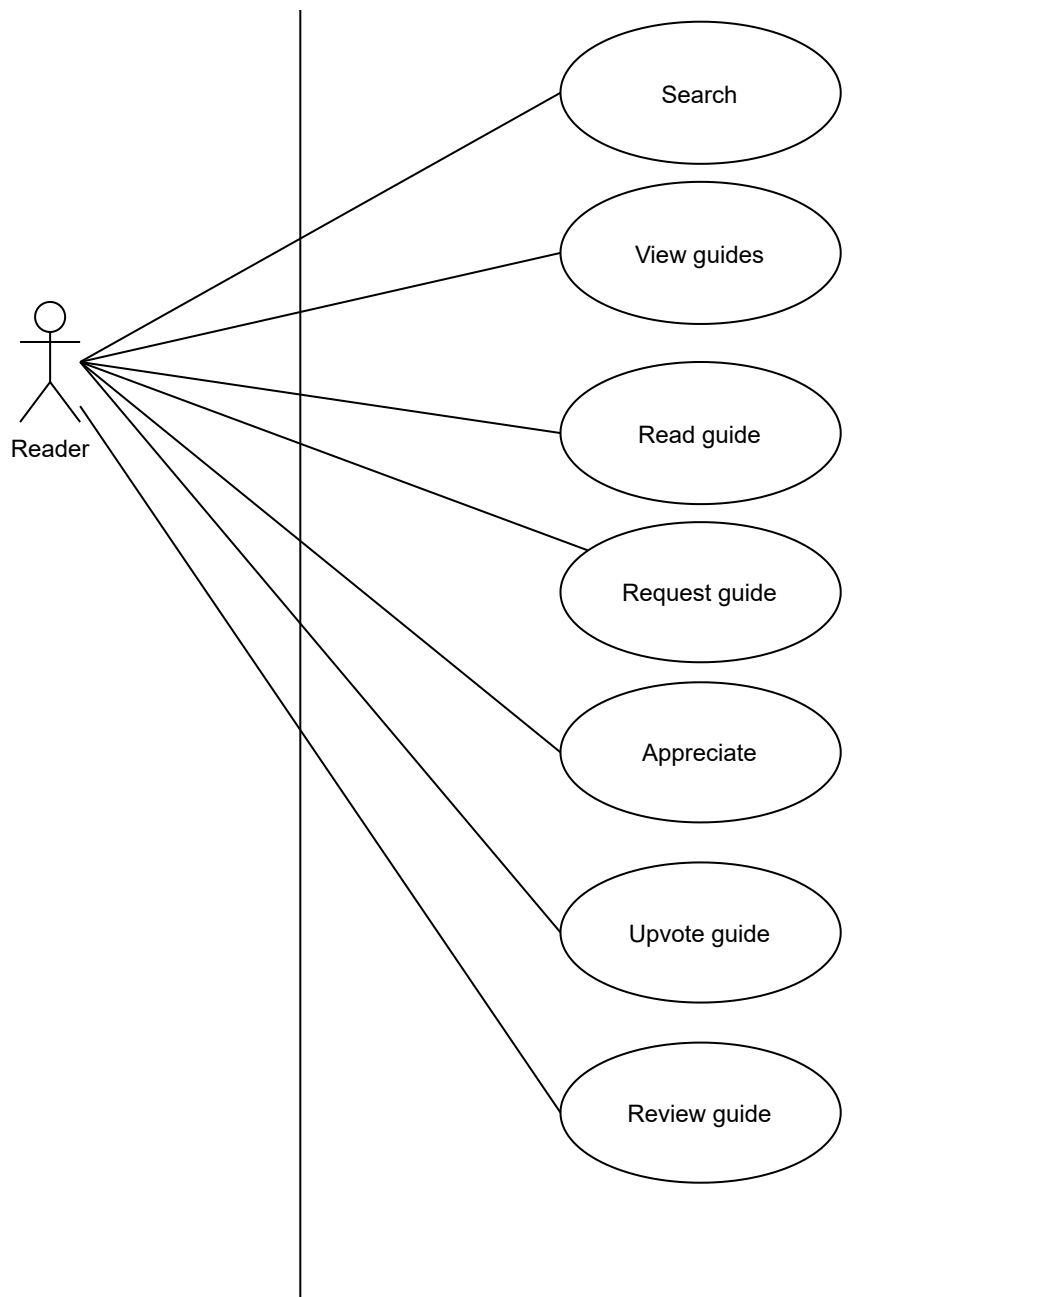 Search
View guides
Reader
Read guide
Request guide
Appreciate
Upvote guide
Review guide